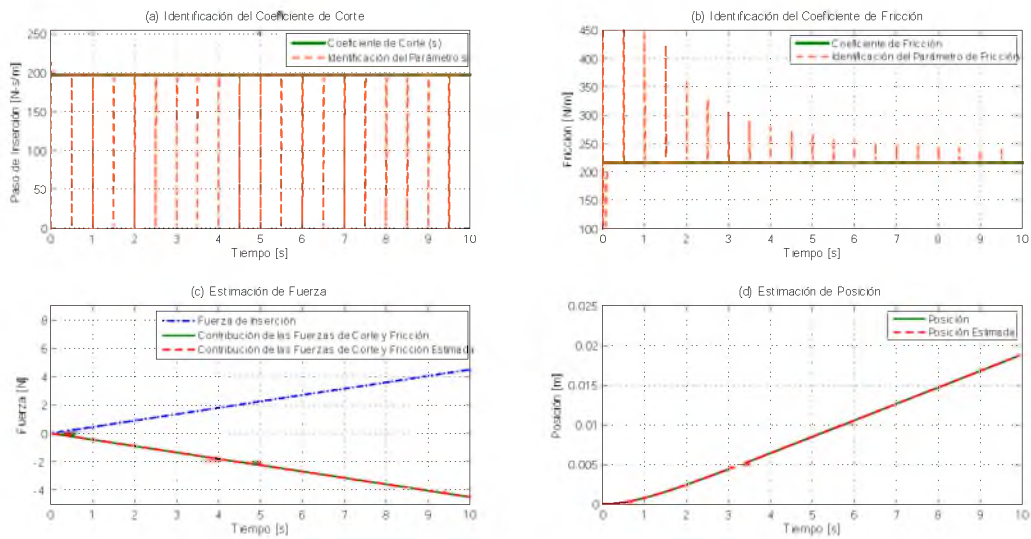 (a) Identificación del Coeficiente de Corte
Paso de Inserción [N-s/m]
250
200
150
100
50
0
Coeficiente de Corte (s)
Identificación del Parámetro s
0 1 2 3 4 5 6 7 8 9 10
Tiempo [s]
(b) Identificación del Coeficiente de Fricción
Fricción [N/m]
450
400
350
300
250
200
150
100
Coeficiente de Fricción
Identificación del Parámetro de Fricción
0 1 2 3 4 5 6 7 8 9 10
Tiempo [s]
(c) Estimación de Fuerza
Fuerza [N]
8
6
4
2
0
-2
-4
Fuerza de Inserción
Contribución de las Fuerzas de Corte y Fricción
Contribución de las Fuerzas de Corte y Fricción Estimada
0 1 2 3 4 5 6 7 8 9 10
Tiempo [s]
(d) Estimación de Posición
Posición [m]
0.025
0.02
0.015
0.01
0.005
0
Posición
Posición Estimada
0 1 2 3 4 5 6 7 8 9 10
Tiempo [s]